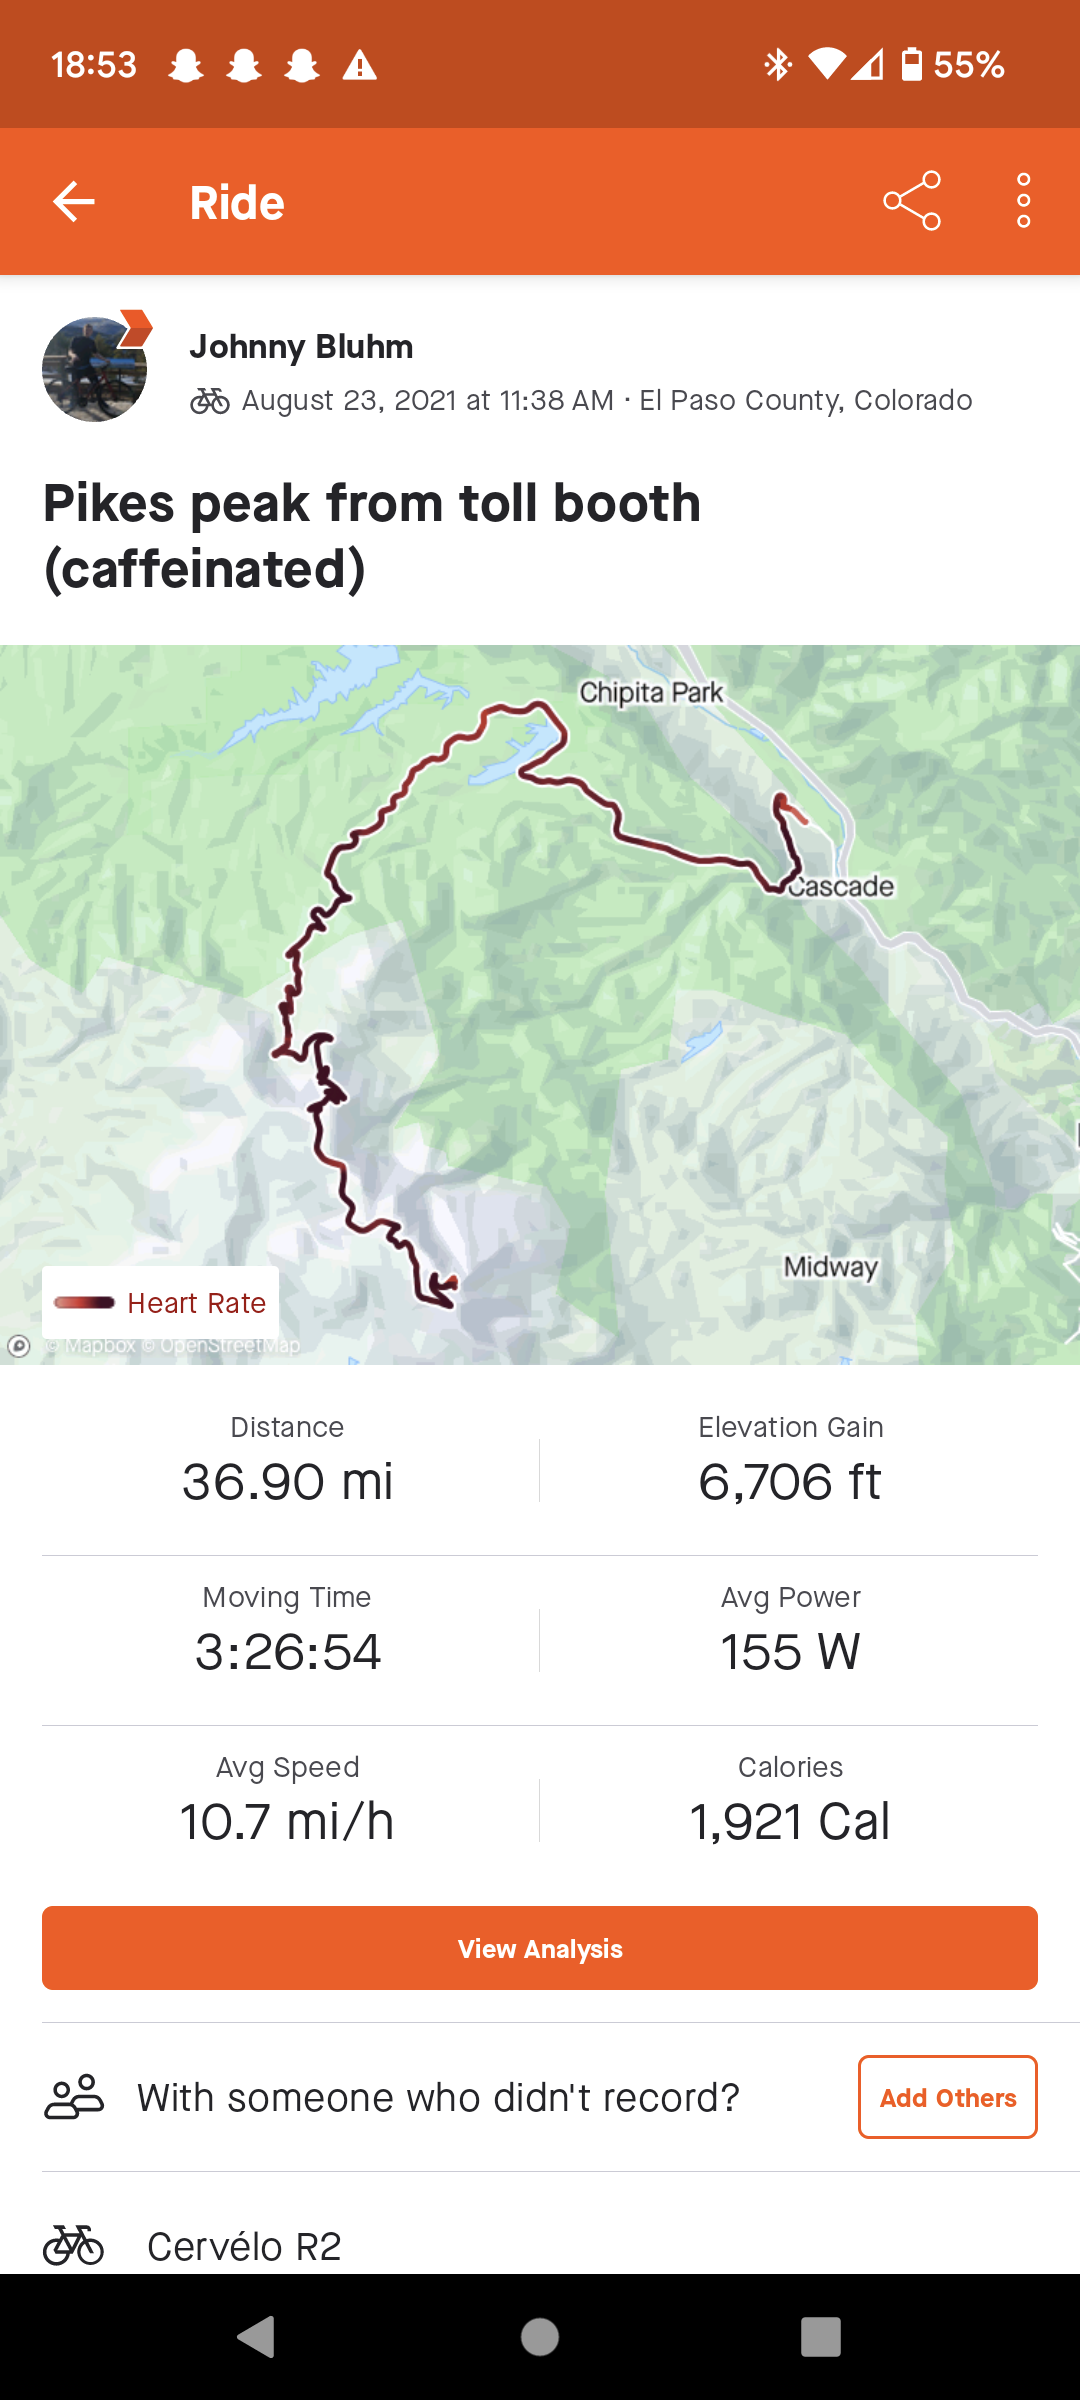 18:53
55%
Ride
Johnny Bluhm
August 23, 2021 at 11:38 AM · El Paso County, Colorado
Pikes peak from toll booth
(caffeinated)
Chipita Park
Cascade
Midway
Heart Rate
© Mapbox © OpenStreetMap
Distance
36.90 mi
Elevation Gain
6,706 ft
Moving Time
3:26:54
Avg Power
155 W
Avg Speed
10.7 mi/h
Calories
1,921 Cal
View Analysis
With someone who didn't record?
Add Others
Cervélo R2